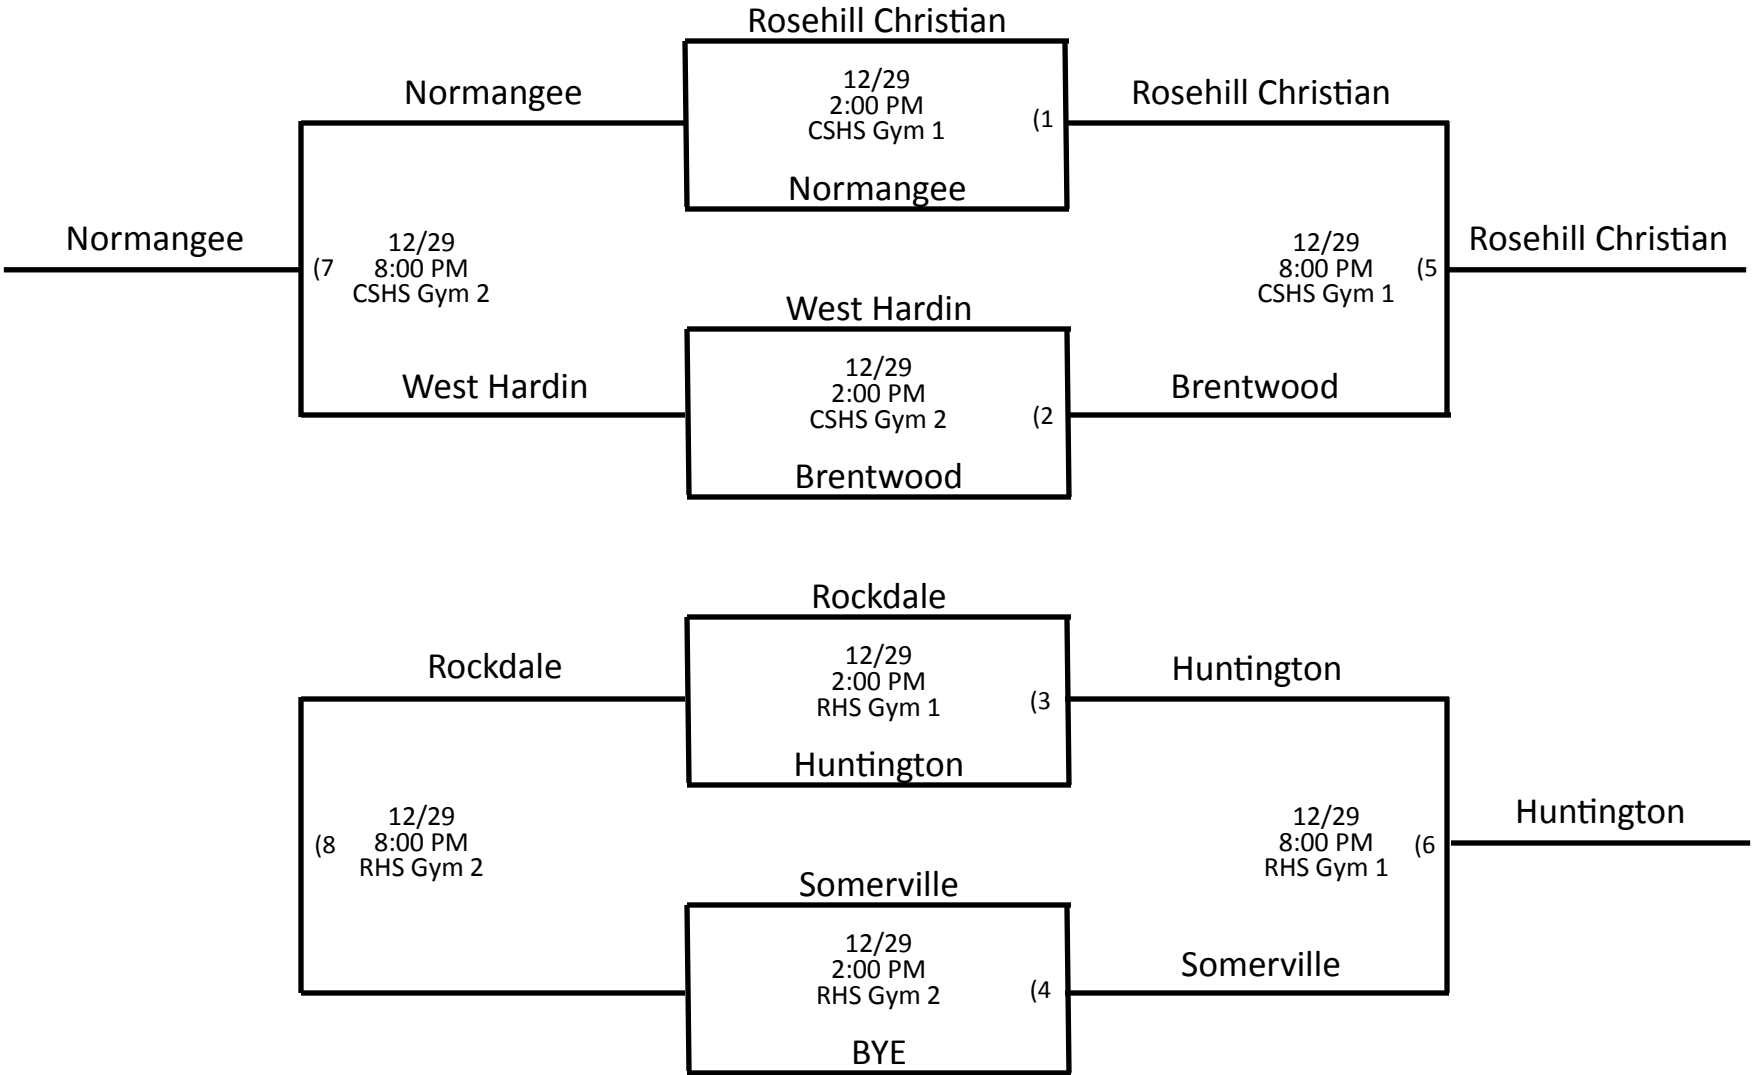 Rosehill Christian
Normangee
12/29
2:00 PM
CSHS Gym 1
(1
Rosehill Christian
Normangee
Normangee
(7
12/29
8:00 PM
CSHS Gym 2
12/29
8:00 PM
CSHS Gym 1
(5
Rosehill Christian
West Hardin
West Hardin
12/29
2:00 PM
CSHS Gym 2
(2
Brentwood
Brentwood
Rockdale
Rockdale
12/29
2:00 PM
RHS Gym 1
(3
Huntington
Huntington
(8
12/29
8:00 PM
RHS Gym 2
12/29
8:00 PM
RHS Gym 1
(6
Huntington
Somerville
12/29
2:00 PM
RHS Gym 2
(4
Somerville
BYE